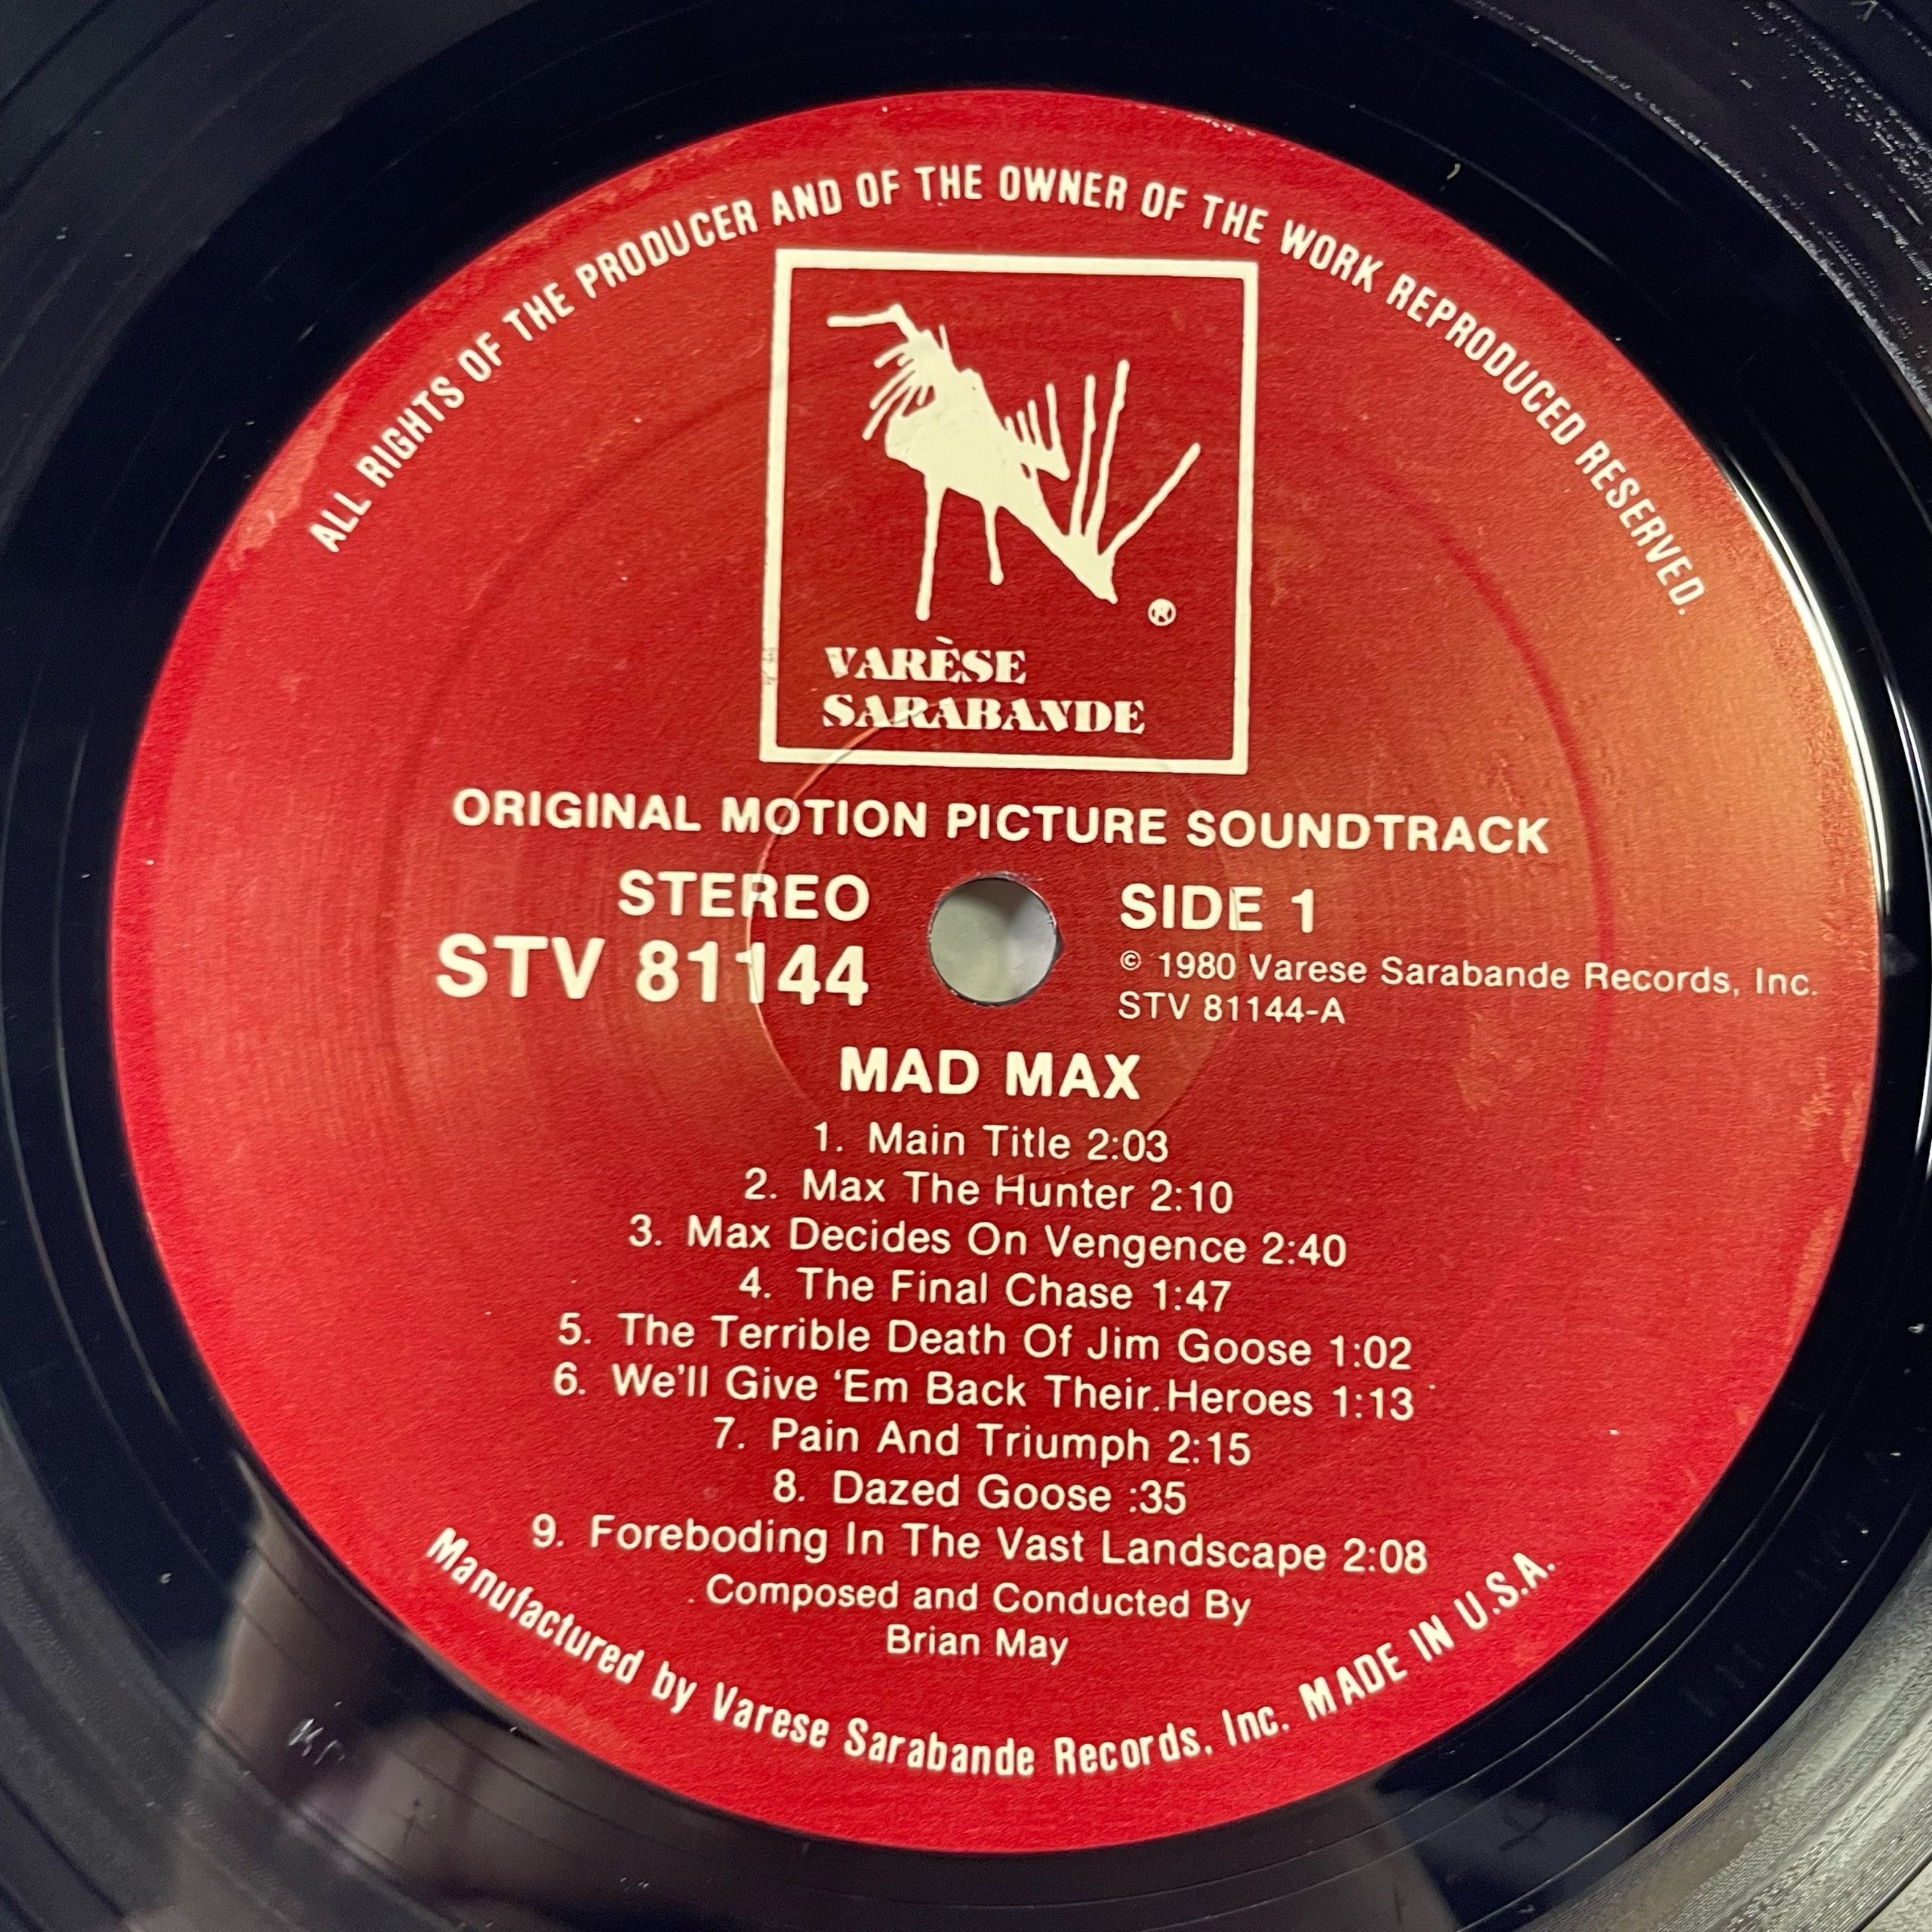 ALL RIGHTS OF THE PRODUCER AND OF THE OWNER OF THE WORK REPRODUCED RESERVED.
®
VARÈSE
SARABANDE
ORIGINAL MOTION PICTURE SOUNDTRACK
STEREO
STV 81144
SIDE 1
© 1980 Varese Sarabande Records, Inc.
STV 81144-A
MAD MAX
1. Main Title 2:03
2. Max The Hunter 2:10
3. Max Decides On Vengence 2:40
4. The Final Chase 1:47
5. The Terrible Death Of Jim Goose 1:02
6. We'll Give 'Em Back Their Heroes 1:13
7. Pain And Triumph 2:15
8. Dazed Goose :35
9. Foreboding In The Vast Landscape 2:08
Composed and Conducted By
Brian May
Manufactured by Varese Sarabande Records, Inc. MADE IN U.S.A.